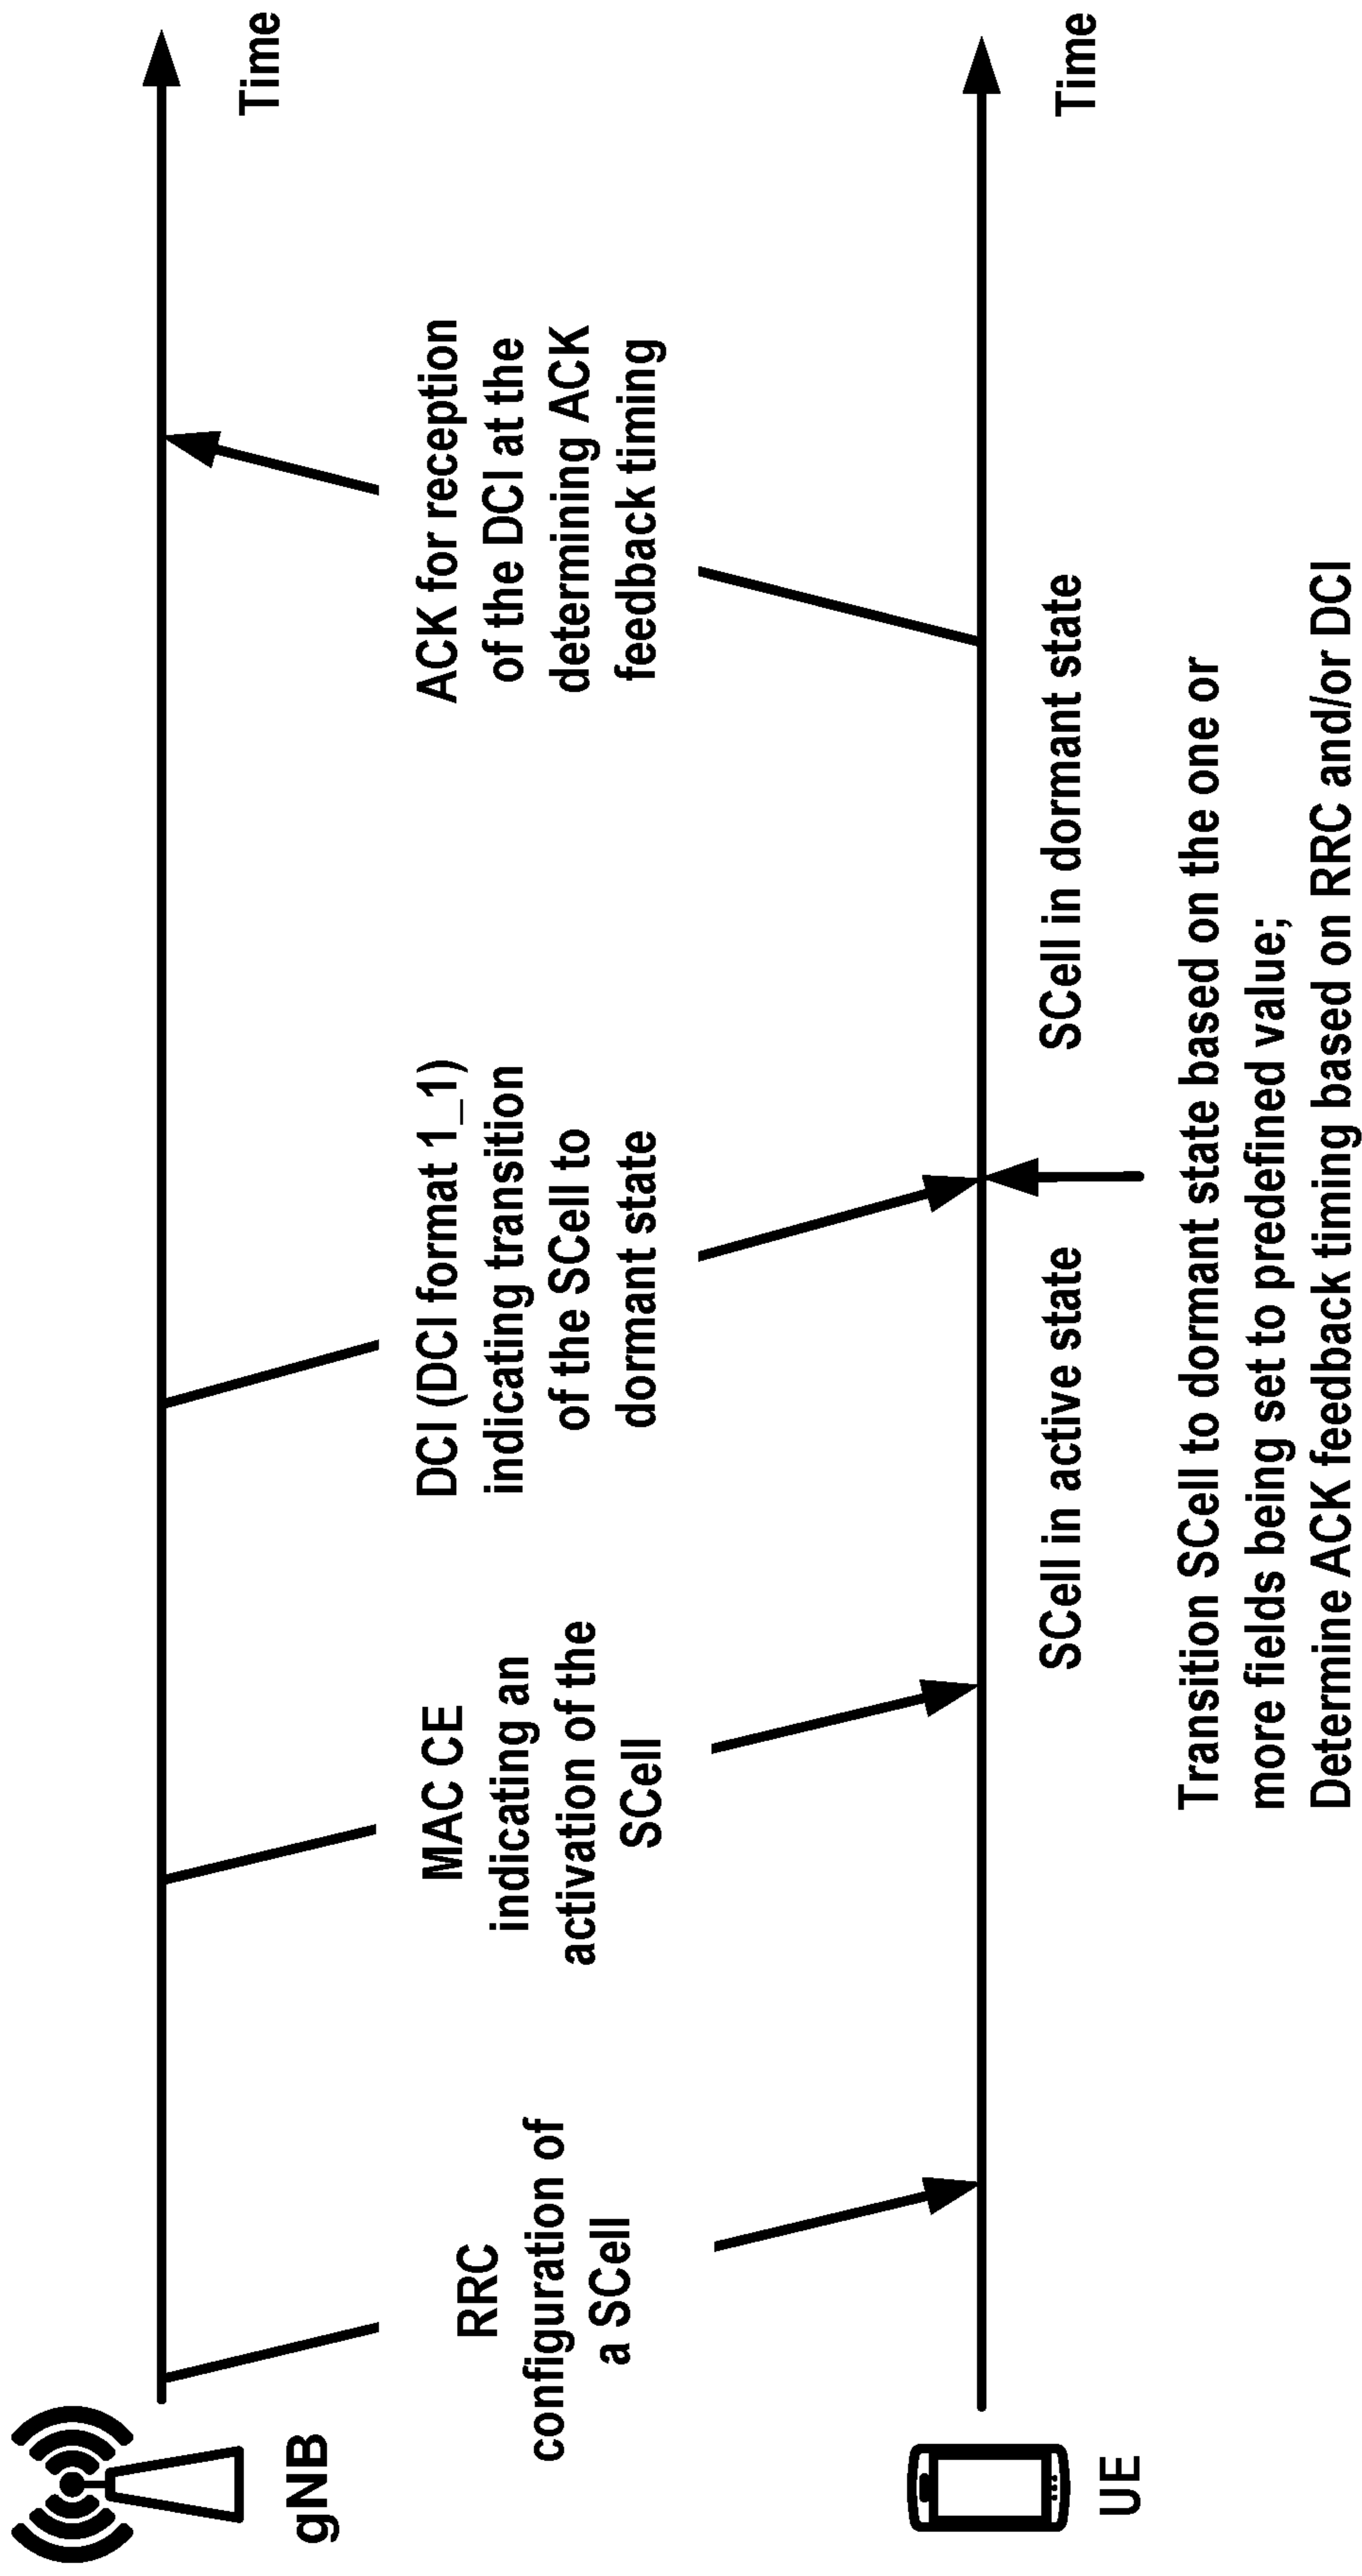 gNB
RRC
configuration of
a SCell
MAC CE
indicating an
activation of the
SCell
DCI (DCI format 1_1)
indicating transition
of the SCell to
dormant state
ACK for reception
of the DCI at the
determining ACK
feedback timing
Time
UE
SCell in active state
SCell in dormant state
Time
Transition SCell to dormant state based on the one or
more fields being set to predefined value;
Determine ACK feedback timing based on RRC and/or DCI